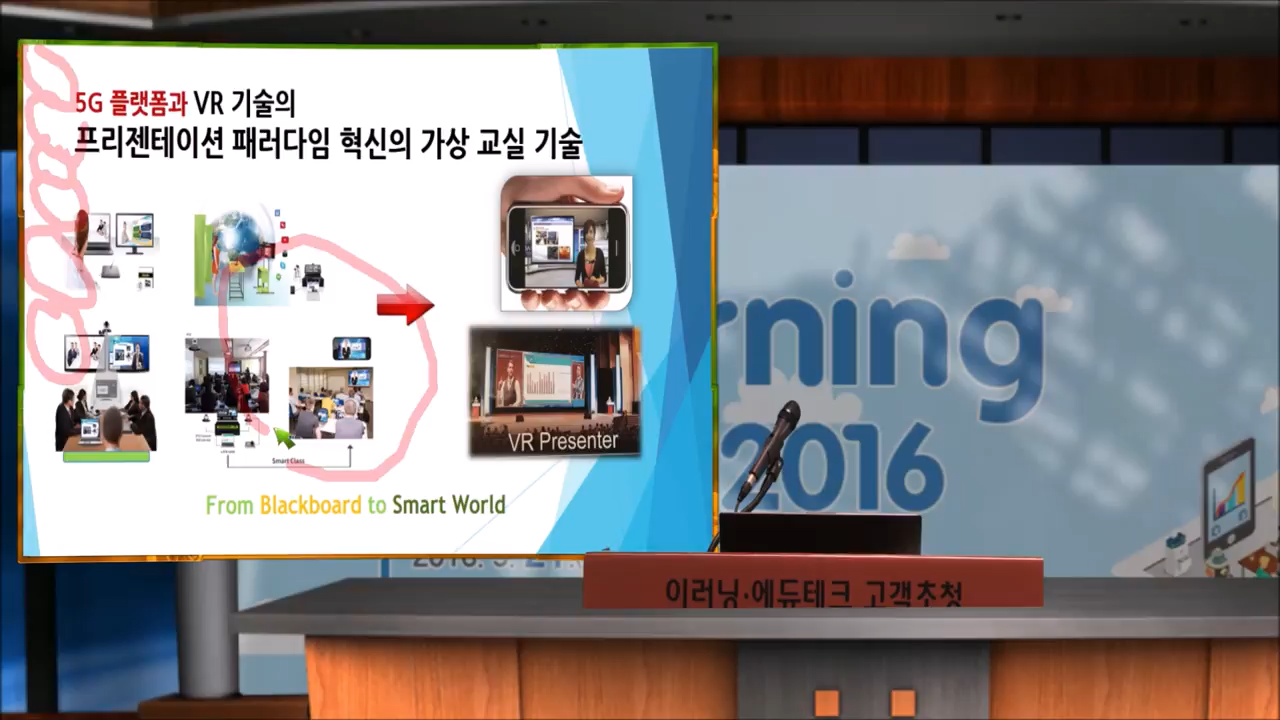 5G 플랫폼과 VR 기술의
프리젠테이션 패러다임 혁신의 가상 교실 기술
VR Presenter
Smart Class
From Blackboard to Smart World
rning
2016
이러닝·에듀테크 고객초청